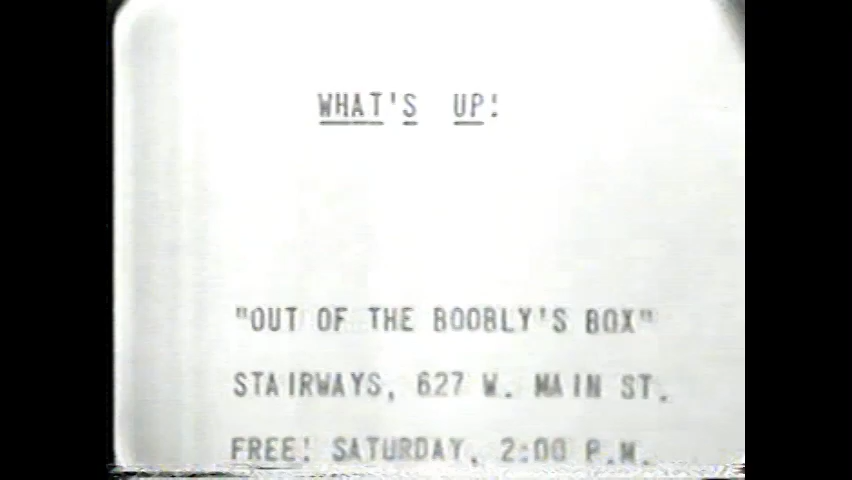 WHAT'S UP!
"OUT OF THE BOOBLY'S BOX"
STAIRWAYS, 627 W. MAIN ST.
FREE! SATURDAY, 2:00 P.M.